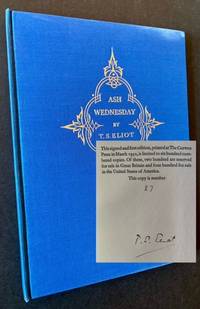 ASH
WEDNESDAY
BY
T. S. ELIOT
This signed and first edition, printed at The Curwen
Press in March 1930, is limited to six hundred num-
bered copies. Of these, two hundred are reserved
for sale in Great Britain and four hundred for sale
in the United States of America.
This copy is number
87
T. S. Eliot